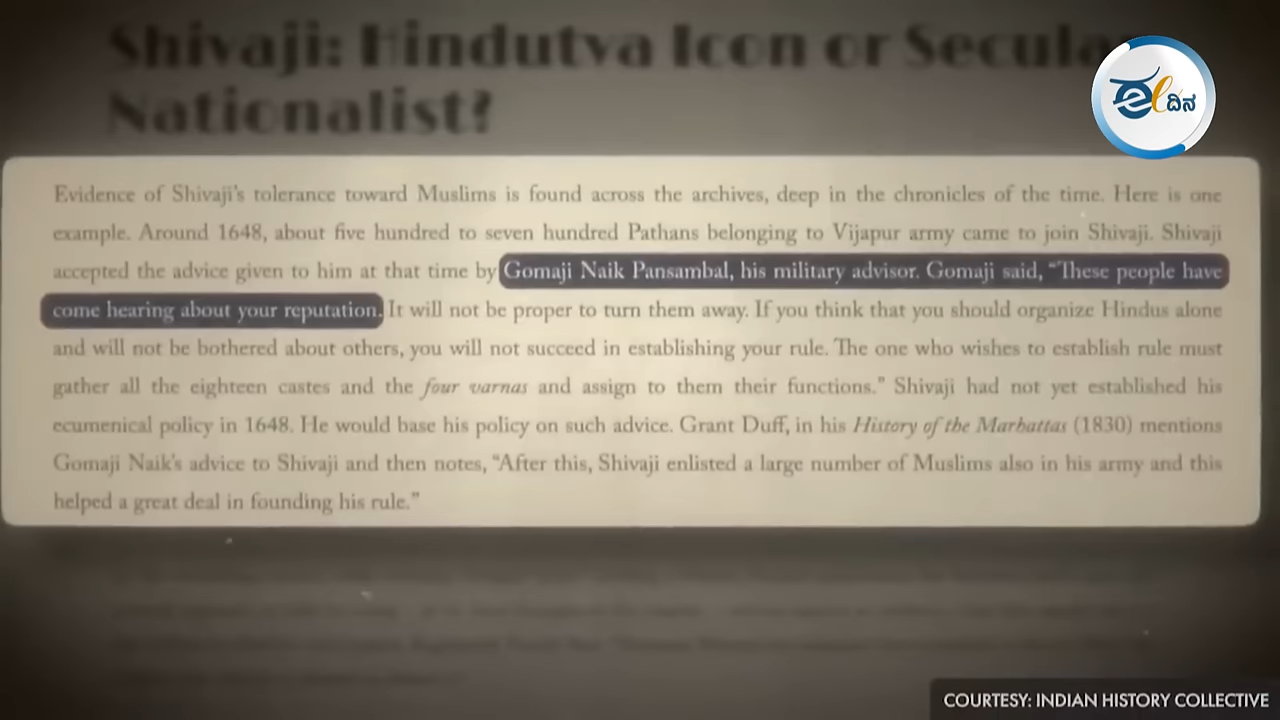 Shivaji: Hindutva Icon or Secula
Nationalist?
ಈ ದಿನ
Evidence of Shivaji's tolerance toward Muslims is found across the archives, deep in the chronicles of the time. Here is one
example. Around 1648, about five hundred to seven hundred Pathans belonging to Vijapur army came to join Shivaji. Shivaji
accepted the advice given to him at that time by Gomaji Naik Pansambal, his military advisor. Gomaji said, “These people have
come hearing about your reputation. It will not be proper to turn them away. If you think that you should organize Hindus alone
and will not be bothered about others, you will not succeed in establishing your rule. The one who wishes to establish rule must
gather all the eighteen castes and the four varnas and assign to them their functions.” Shivaji had not yet established his
ecumenical policy in 1648. He would base his policy on such advice. Grant Duff, in his History of the Marhattas (1830) mentions
Gomaji Naik's advice to Shivaji and then notes, “After this, Shivaji enlisted a large number of Muslims also in his army and this
helped a great deal in founding his rule.”
COURTESY: INDIAN HISTORY COLLECTIVE